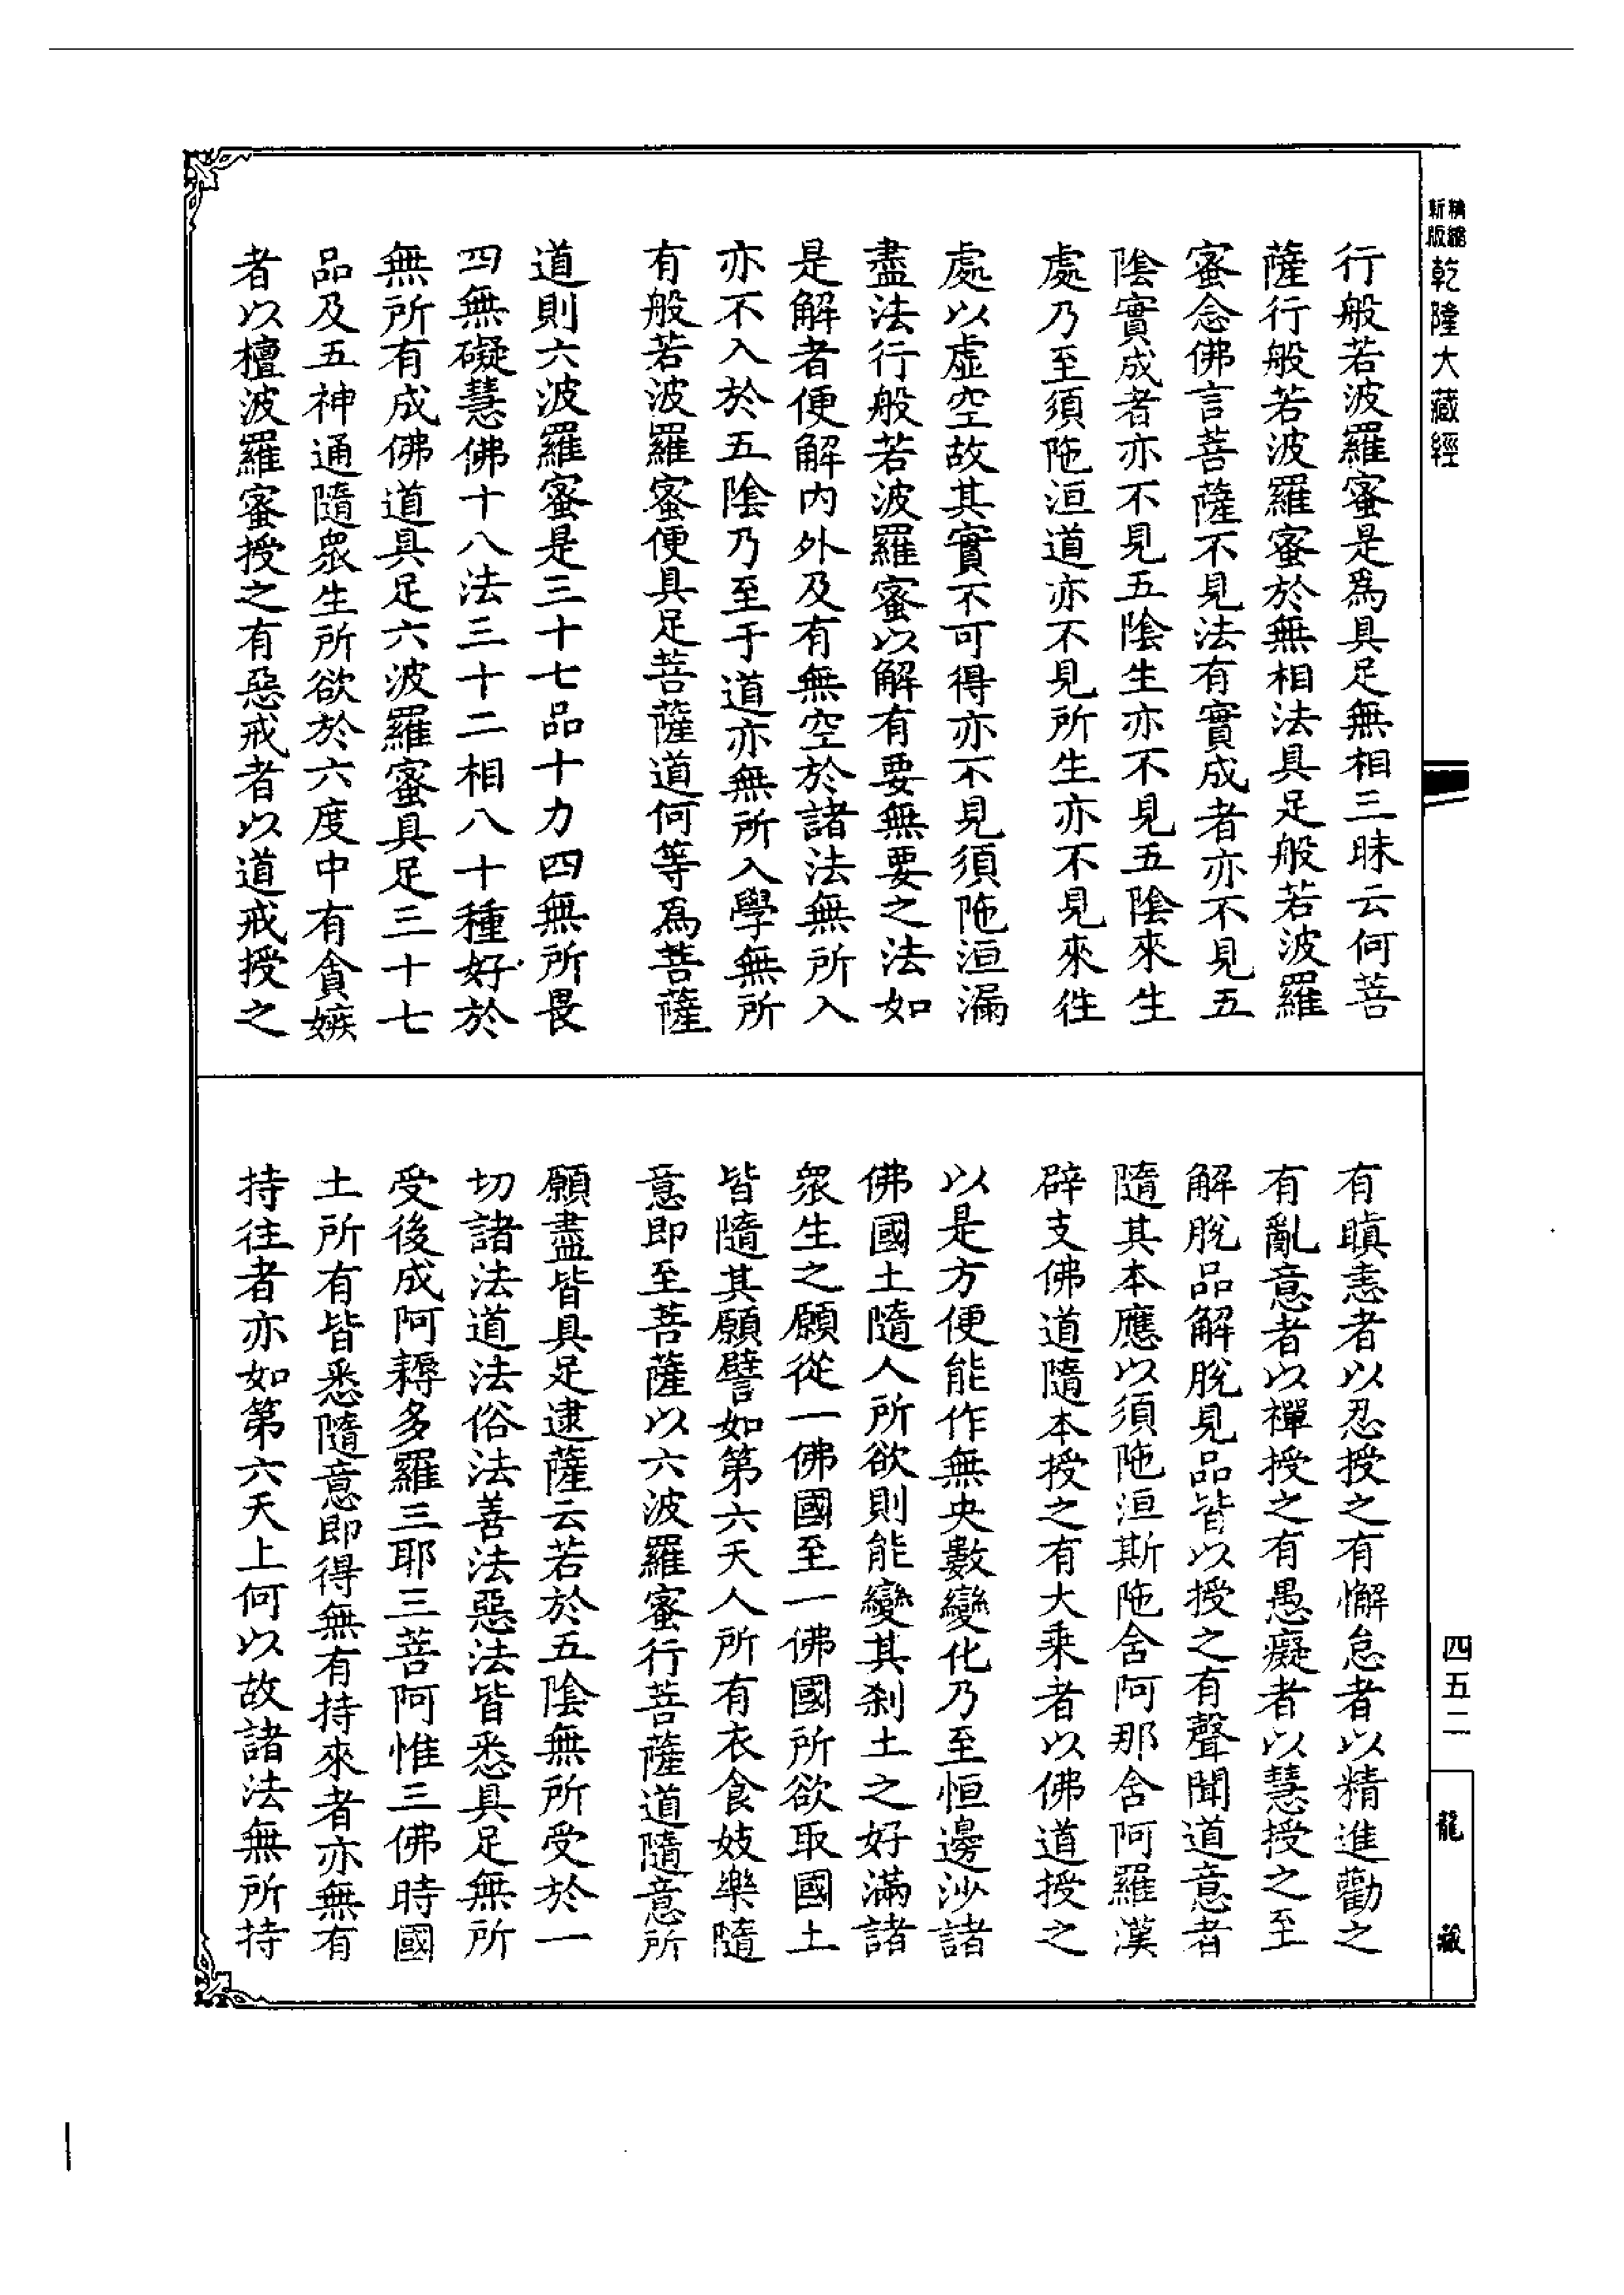 精縮新版乾隆大藏經
行般若波羅蜜是爲具足無相三昧云何菩
薩行般若波羅蜜於無相法具足般若波羅
蜜念佛言菩薩不見法有實成者亦不見五
陰實成者亦不見五陰生亦不見五陰來生
處乃至須陁洹道亦不見所生亦不見來往
處以虛空故其實不可得亦不見須陁洹漏
盡法行般若波羅蜜以解有要無要之法如
是解者便解内外及有無空於諸法無所入
亦不入於五陰乃至于道亦無所入學無所
有般若波羅蜜便具足菩薩道何等爲菩薩
道則六波羅蜜是三十七品十力四無所畏
四無礙慧佛十八法三十二相八十種好於
無所有成佛道具足六波羅蜜具足三十七
品及五神通隨衆生所欲於六度中有貪嫉
者以檀波羅蜜授之有惡戒者以道戒授之
有瞋恚者以忍授之有懈怠者以精進勸之
有亂意者以禪授之有愚癡者以慧授之至
解脫品解脫見品皆以授之有聲聞道意者
隨其本應以須陁洹斯陁含阿那含阿羅漢
辟支佛道隨本授之有大乘者以佛道授之
以是方便能作無央數變化乃至恒邊沙諸
佛國土隨人所欲則能變其刹土之好滿諸
衆生之願從一佛國至一佛國所欲取國土
皆隨其願譬如第六天人所有衣食妓樂隨
意即至菩薩以六波羅蜜行菩薩道隨意所
願盡皆具足逮薩云若於五陰無所受於一
切諸法道法俗法善法惡法皆悉具足無所
受後成阿耨多羅三耶三菩阿惟三佛時國
土所有皆悉隨意即得無有持來者亦無有
持往者亦如第六天上何以故諸法無所持
四五二
龍藏